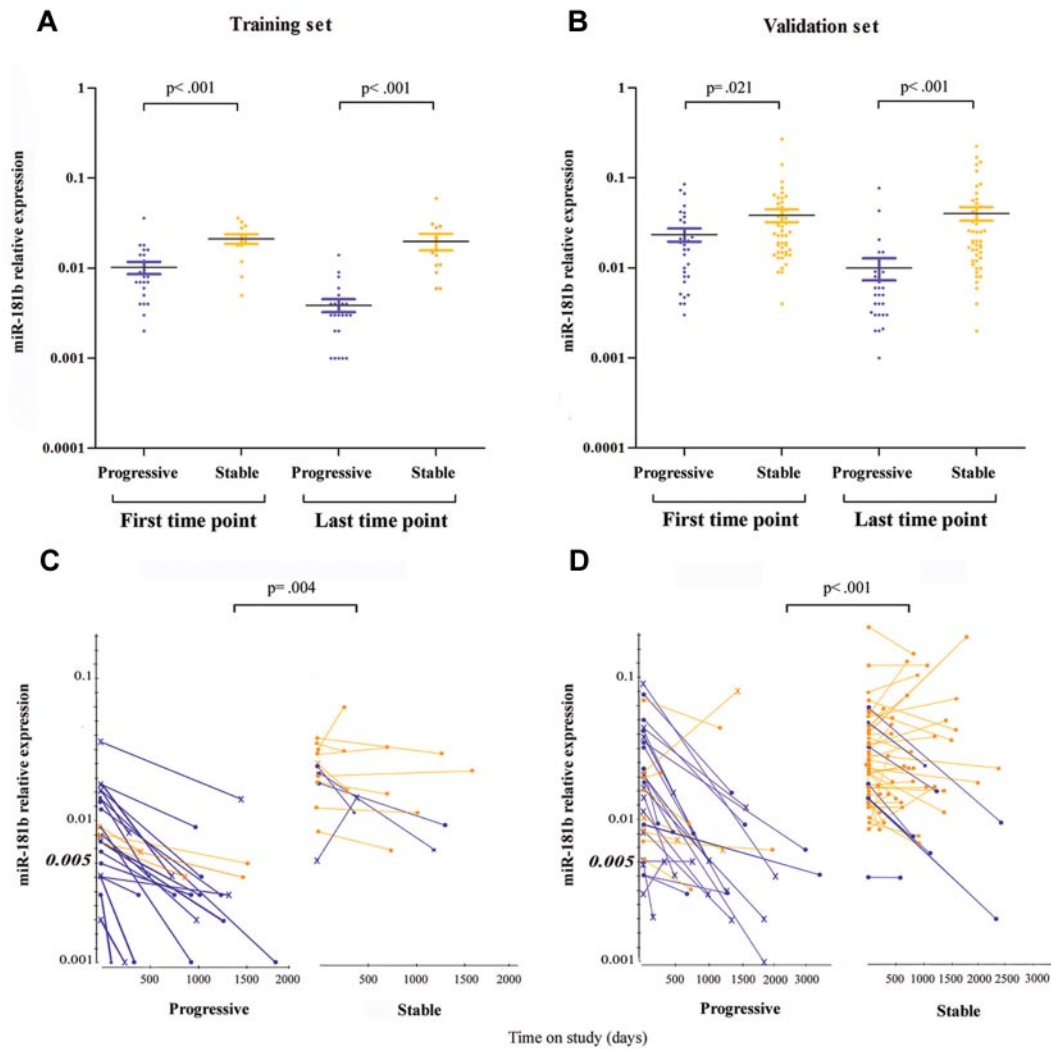 A
Training set
miR-181b relative expression
1
0.1
0.01
0.001
0.0001
p< .001
p< .001
Progressive Stable Progressive Stable
First time point Last time point
B
Validation set
miR-181b relative expression
1
0.1
0.01
0.001
0.0001
p= .021
p< .001
Progressive Stable Progressive Stable
First time point Last time point
C
p= .004
miR-181b relative expression
0.1
0.01
0.005
0.001
500 1000 1500 2000
500 1000 1500 2000
Progressive
Stable
D
p< .001
miR-181b relative expression
0.1
0.01
0.005
0.001
500 1000 1500 2000 2500 3000
500 1000 1500 2000 2500 3000
Progressive
Stable
Time on study (days)